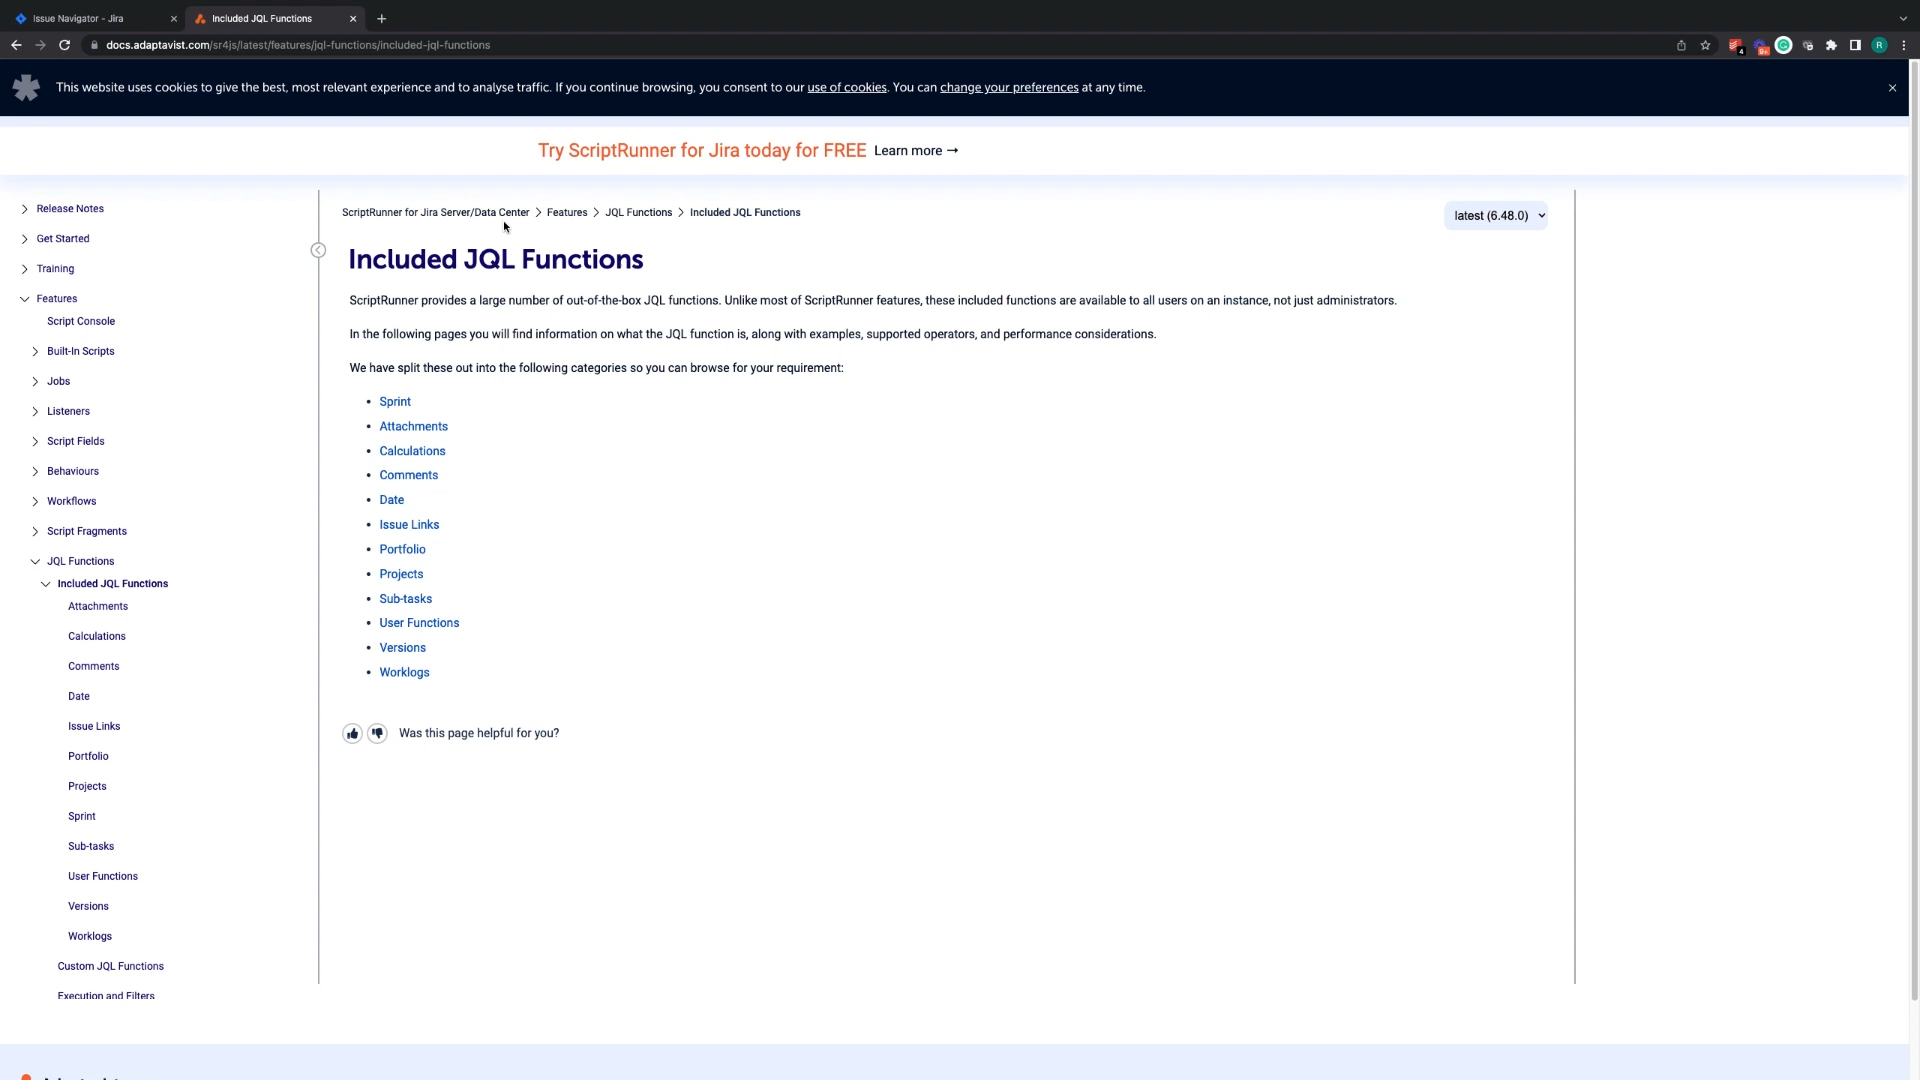 Issue Navigator - Jira
Included JQL Functions
docs.adaptavist.com/sr4js/latest/features/jql-functions/included-jql-functions
4
9+
R
This website uses cookies to give the best, most relevant experience and to analyse traffic. If you continue browsing, you consent to our use of cookies. You can change your preferences at any time.
Try ScriptRunner for Jira today for FREE Learn more →
Release Notes
Get Started
Training
Features
Script Console
Built-In Scripts
Jobs
Listeners
Script Fields
Behaviours
Workflows
Script Fragments
JQL Functions
Included JQL Functions
Attachments
Calculations
Comments
Date
Issue Links
Portfolio
Projects
Sprint
Sub-tasks
User Functions
Versions
Worklogs
Custom JQL Functions
Execution and Filters
ScriptRunner for Jira Server/Data Center > Features > JQL Functions > Included JQL Functions
latest (6.48.0)
Included JQL Functions
ScriptRunner provides a large number of out-of-the-box JQL functions. Unlike most of ScriptRunner features, these included functions are available to all users on an instance, not just administrators.
In the following pages you will find information on what the JQL function is, along with examples, supported operators, and performance considerations.
We have split these out into the following categories so you can browse for your requirement:
• Sprint
• Attachments
• Calculations
• Comments
• Date
• Issue Links
• Portfolio
• Projects
• Sub-tasks
• User Functions
• Versions
• Worklogs
Was this page helpful for you?